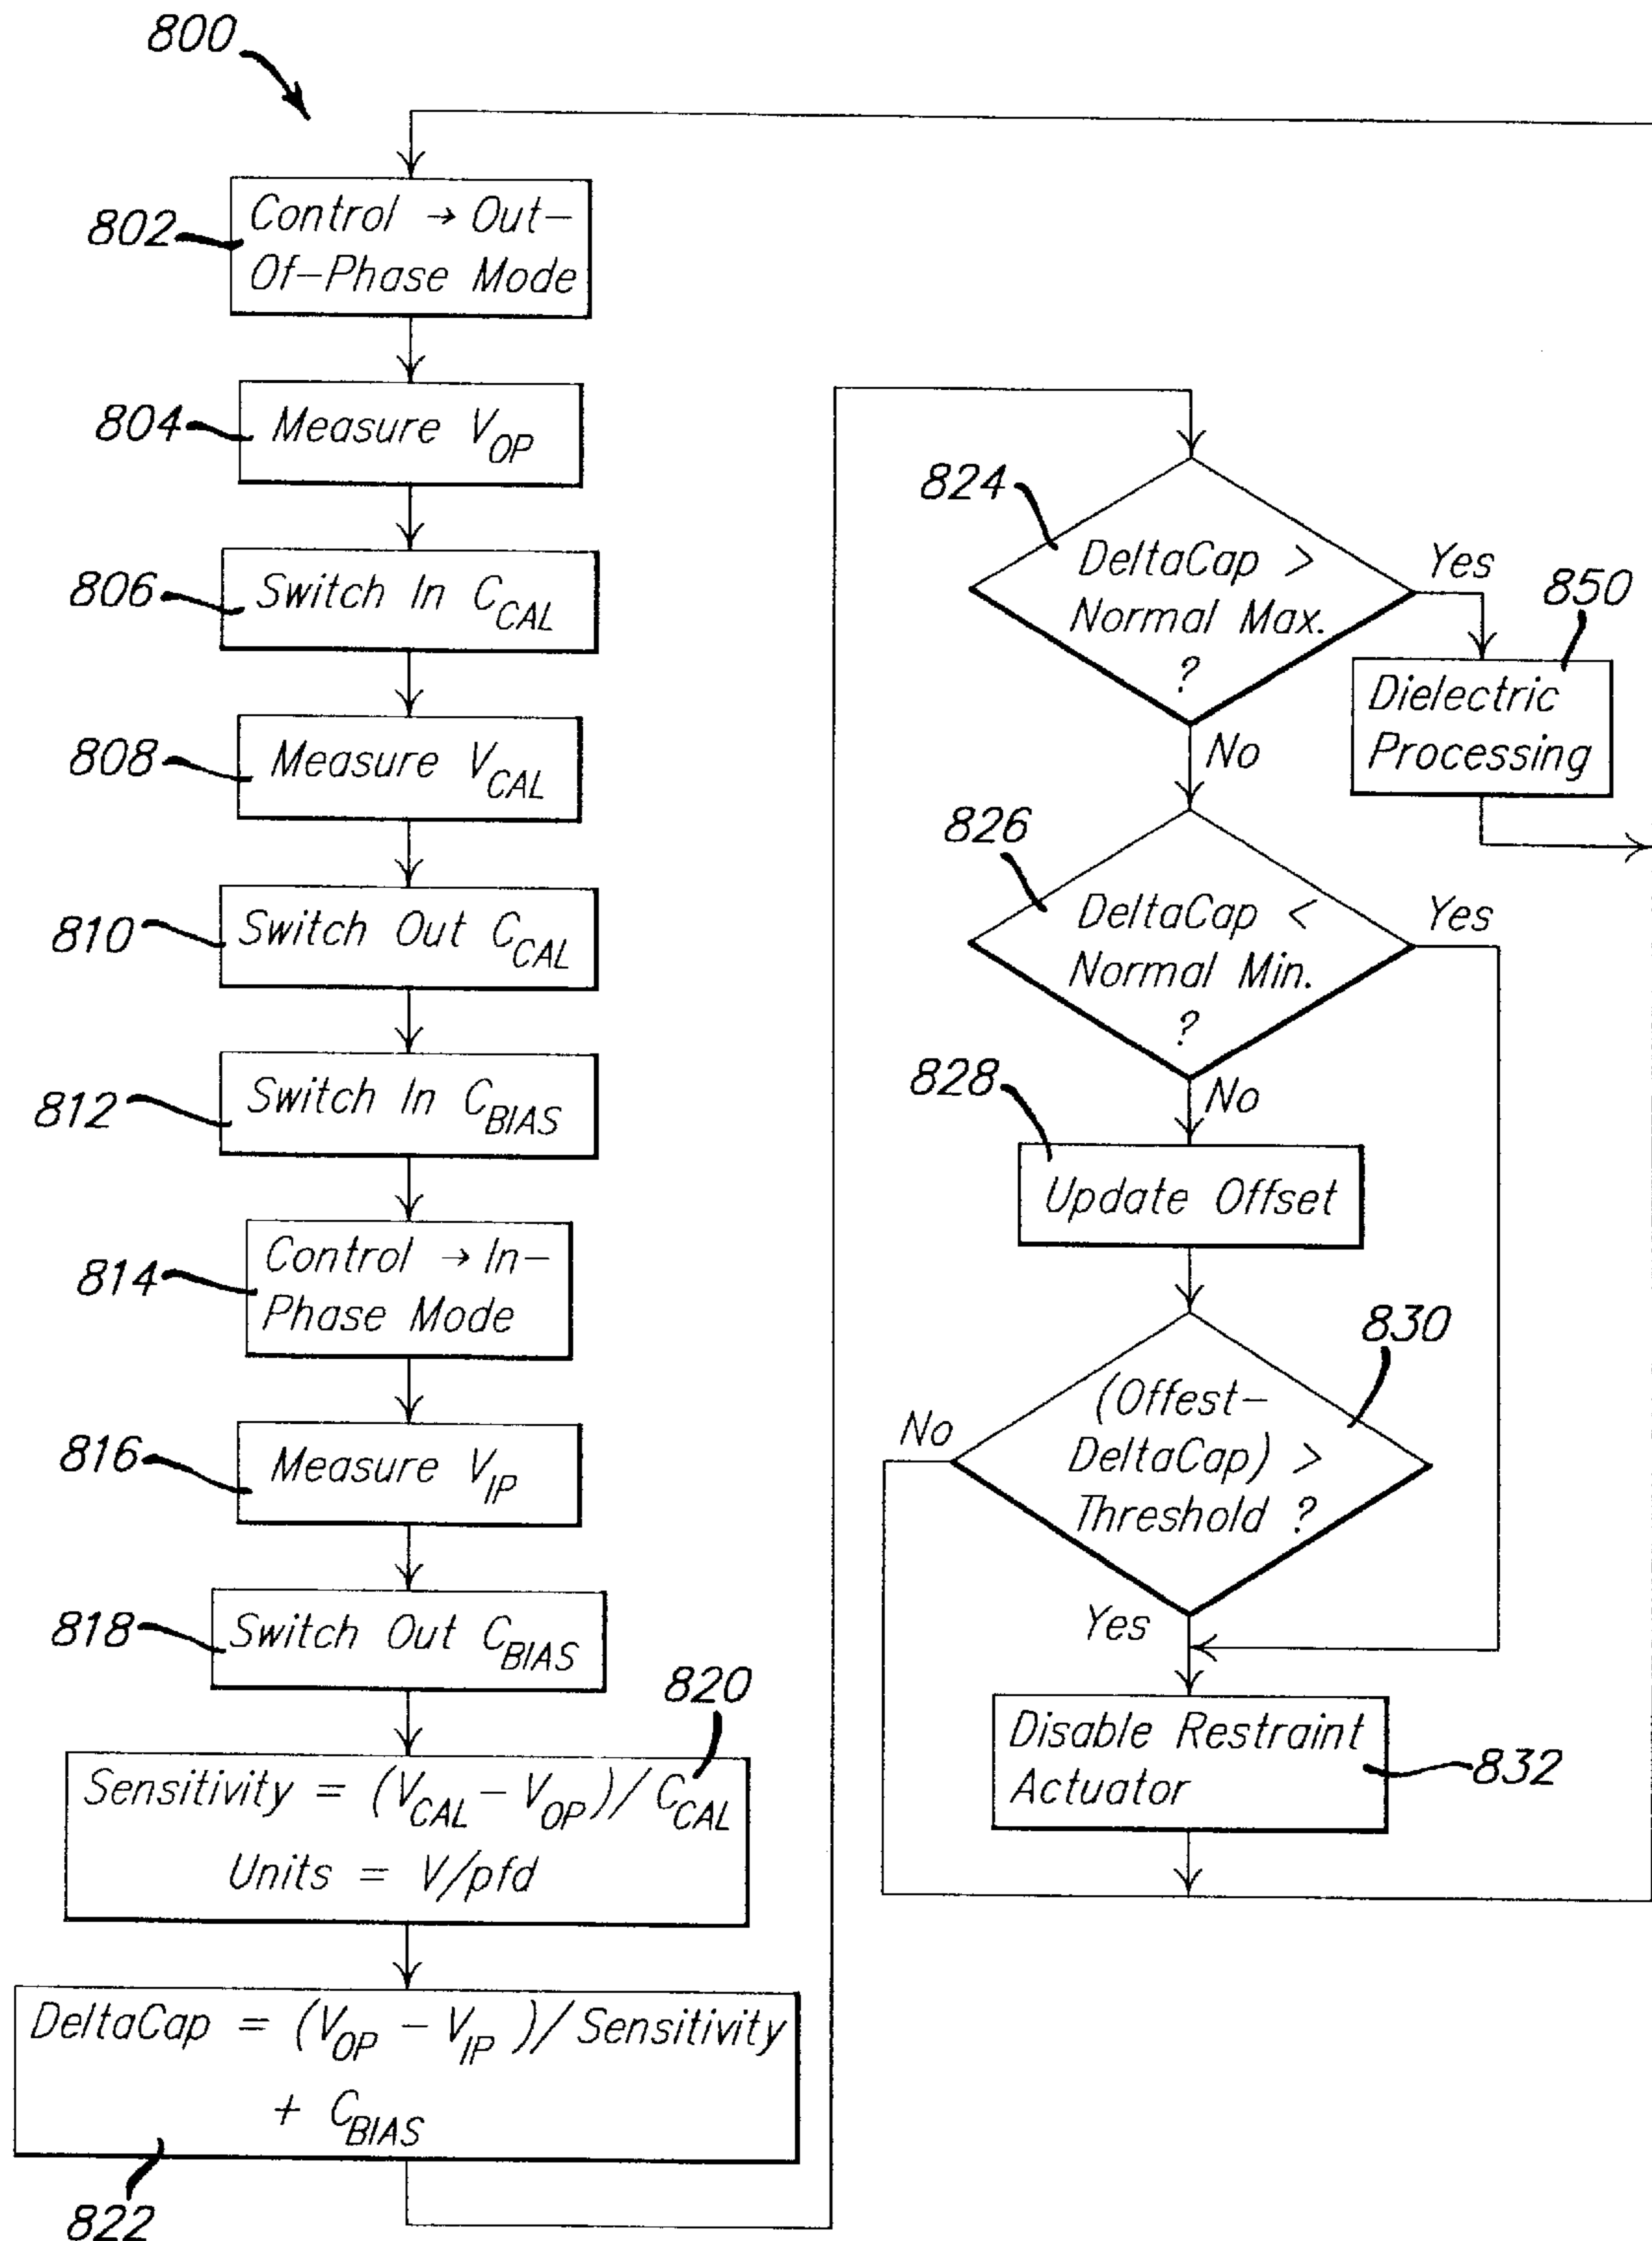 800
802
Control → Out-
Of-Phase Mode
804
Measure V_OP
806
Switch In C_CAL
808
Measure V_CAL
810
Switch Out C_CAL
812
Switch In C_BIAS
814
Control → In-
Phase Mode
816
Measure V_IP
818
Switch Out C_BIAS
820
Sensitivity = (V_CAL - V_OP)/C_CAL
Units = V/pfd
DeltaCap = (V_OP - V_IP)/Sensitivity
+ C_BIAS
822
824
DeltaCap >
Normal Max.
?
Yes
850
Dielectric
Processing
No
826
DeltaCap <
Normal Min.
?
Yes
No
828
Update Offset
830
(Offest-
DeltaCap) >
Threshold ?
No
Yes
Disable Restraint
Actuator
832